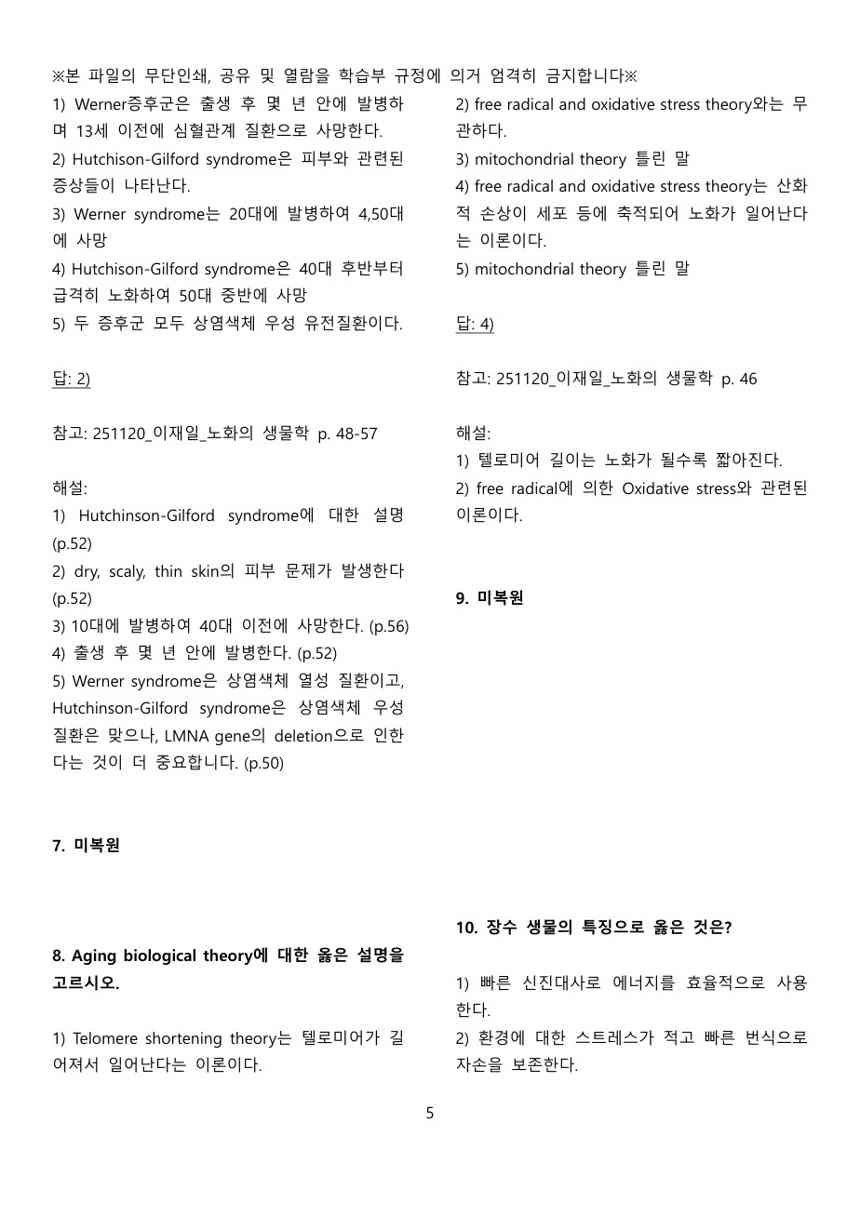 ※본 파일의 무단인쇄, 공유 및 열람을 학습부 규정에 의거 엄격히 금지합니다※
1) Werner증후군은 출생 후 몇 년 안에 발병하
며 13세 이전에 심혈관계 질환으로 사망한다.
2) Hutchison-Gilford syndrome은 피부와 관련된
증상들이 나타난다.
3) Werner syndrome는 20대에 발병하여 4,50대
에 사망
4) Hutchison-Gilford syndrome은 40대 후반부터
급격히 노화하여 50대 중반에 사망
5) 두 증후군 모두 상염색체 우성 유전질환이다.
답: 2)
참고: 251120_이재일_노화의 생물학 p. 48-57
해설:
1) Hutchinson-Gilford syndrome에 대한 설명
(p.52)
2) dry, scaly, thin skin의 피부 문제가 발생한다
(p.52)
3) 10대에 발병하여 40대 이전에 사망한다. (p.56)
4) 출생 후 몇 년 안에 발병한다. (p.52)
5) Werner syndrome은 상염색체 열성 질환이고,
Hutchinson-Gilford syndrome은 상염색체 우성
질환은 맞으나, LMNA gene의 deletion으로 인한
다는 것이 더 중요합니다. (p.50)
7. 미복원
8. Aging biological theory에 대한 옳은 설명을
고르시오.
1) Telomere shortening theory는 텔로미어가 길
어져서 일어난다는 이론이다.
2) free radical and oxidative stress theory와는 무
관하다.
3) mitochondrial theory 틀린 말
4) free radical and oxidative stress theory는 산화
적 손상이 세포 등에 축적되어 노화가 일어난다
는 이론이다.
5) mitochondrial theory 틀린 말
답: 4)
참고: 251120_이재일_노화의 생물학 p. 46
해설:
1) 텔로미어 길이는 노화가 될수록 짧아진다.
2) free radical에 의한 Oxidative stress와 관련된
이론이다.
9. 미복원
10. 장수 생물의 특징으로 옳은 것은?
1) 빠른 신진대사로 에너지를 효율적으로 사용
한다.
2) 환경에 대한 스트레스가 적고 빠른 번식으로
자손을 보존한다.
5